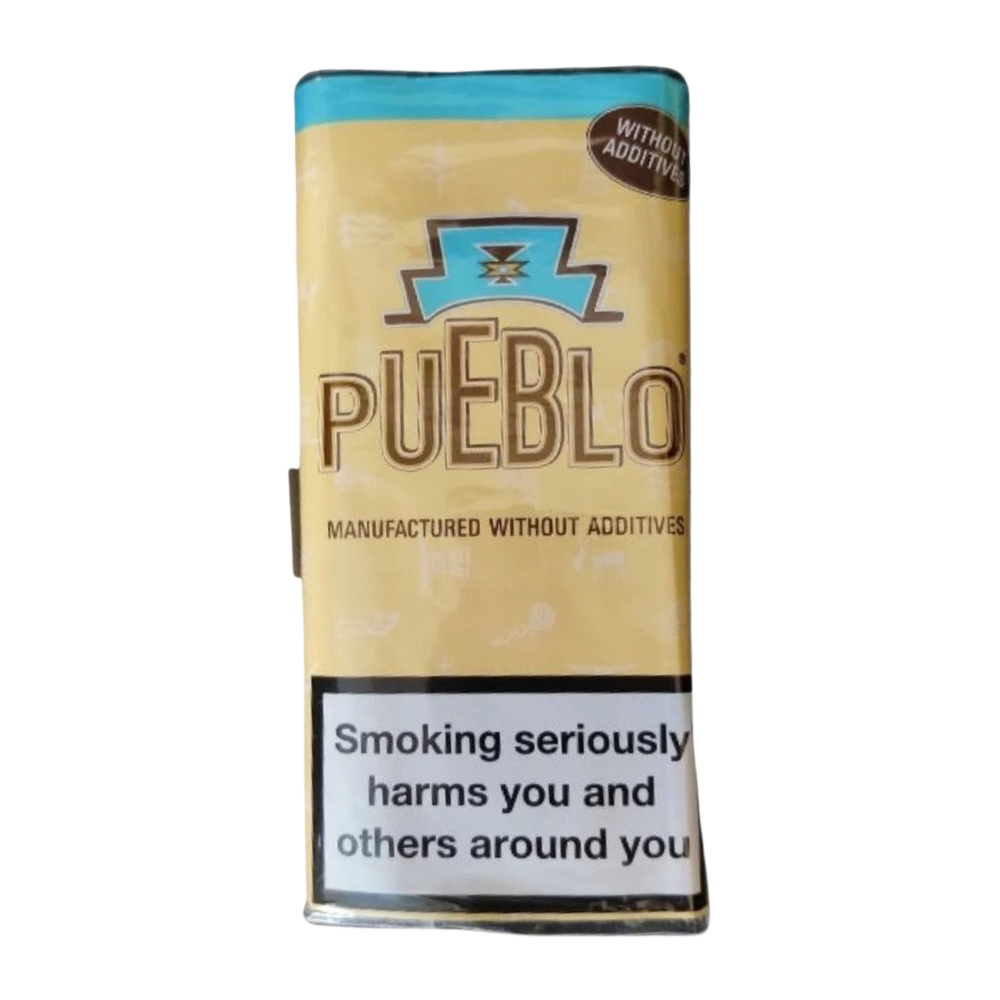 WITHOUT
ADDITIVES
PUEBLO®
MANUFACTURED WITHOUT ADDITIVES
Smoking seriously
harms you and
others around you